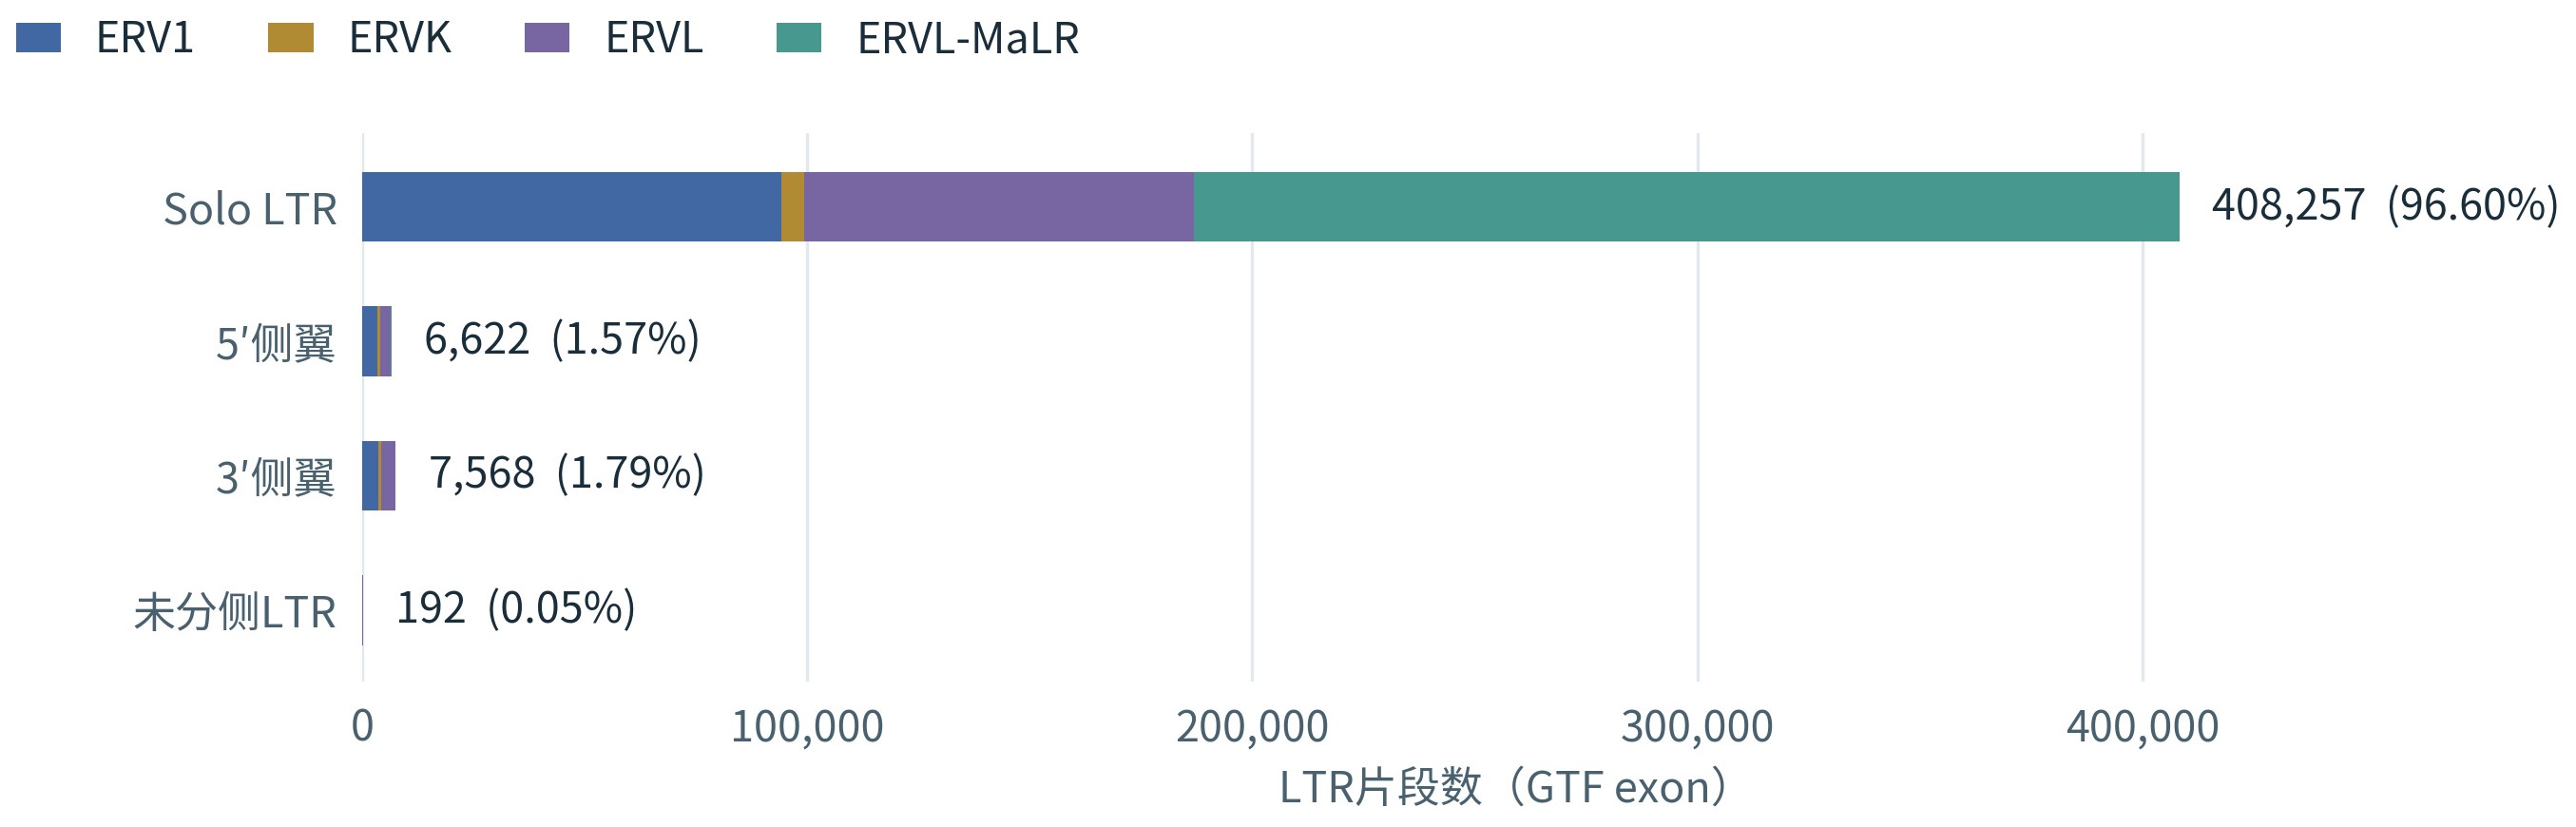 ERV1 ERVK ERVL ERVL-MaLR
Solo LTR 408,257 (96.60%)
5′侧翼 6,622 (1.57%)
3′侧翼 7,568 (1.79%)
未分侧LTR 192 (0.05%)
0 100,000 200,000 300,000 400,000
LTR片段数（GTF exon）